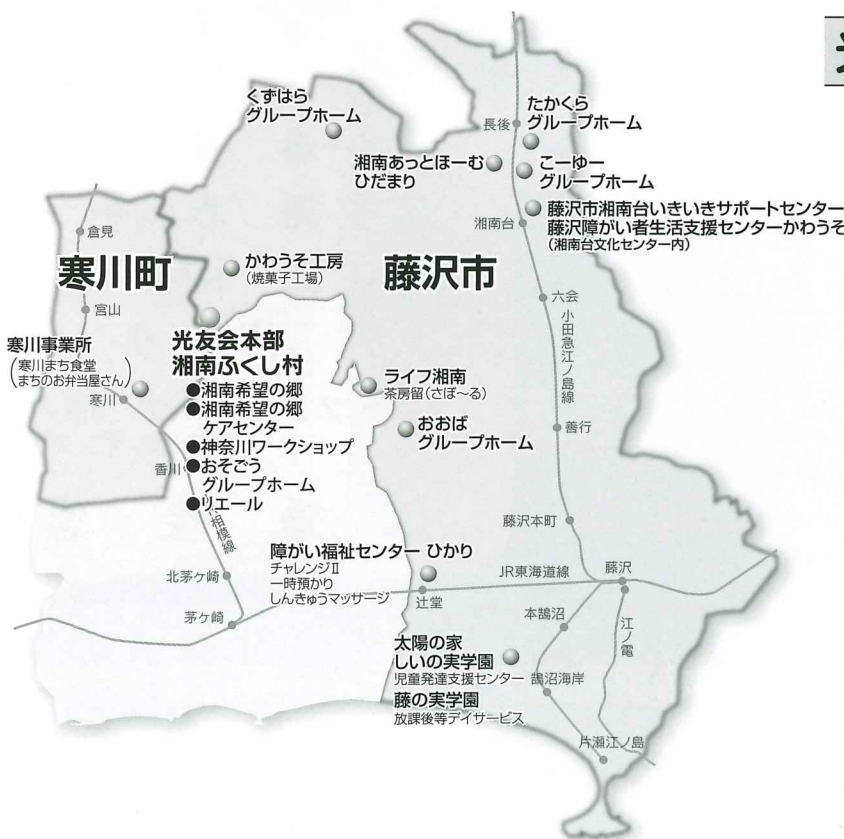 くずはら
グループホーム
たかくら
グループホーム
長後
湘南あっとほーむ
ひだまり
こーゆー
グループホーム
藤沢市湘南台いきいきサポートセンター
藤沢障がい者生活支援センターかわうそ
(湘南台文化センター内)
湘南台
倉見
寒川町
かわうそ工房
(焼菓子工場)
藤沢市
宮山
六会
小田急江ノ島線
寒川事業所
(寒川まち食堂
まちのお弁当屋さん)
寒川
光友会本部
湘南ふくし村
●湘南希望の郷
●湘南希望の郷
ケアセンター
●神奈川ワークショップ
●おそごう
グループホーム
●リエール
ライフ湘南
茶房留(さぼ〜る)
おおば
グループホーム
善行
香川
相模線
藤沢本町
障がい福祉センター ひかり
チャレンジⅡ
一時預かり
しんきゅうマッサージ
北茅ヶ崎
JR東海道線
藤沢
辻堂
茅ヶ崎
本鵠沼
江ノ電
太陽の家
しいの実学園
児童発達支援センター
藤の実学園
放課後等デイサービス
鵠沼海岸
片瀬江ノ島